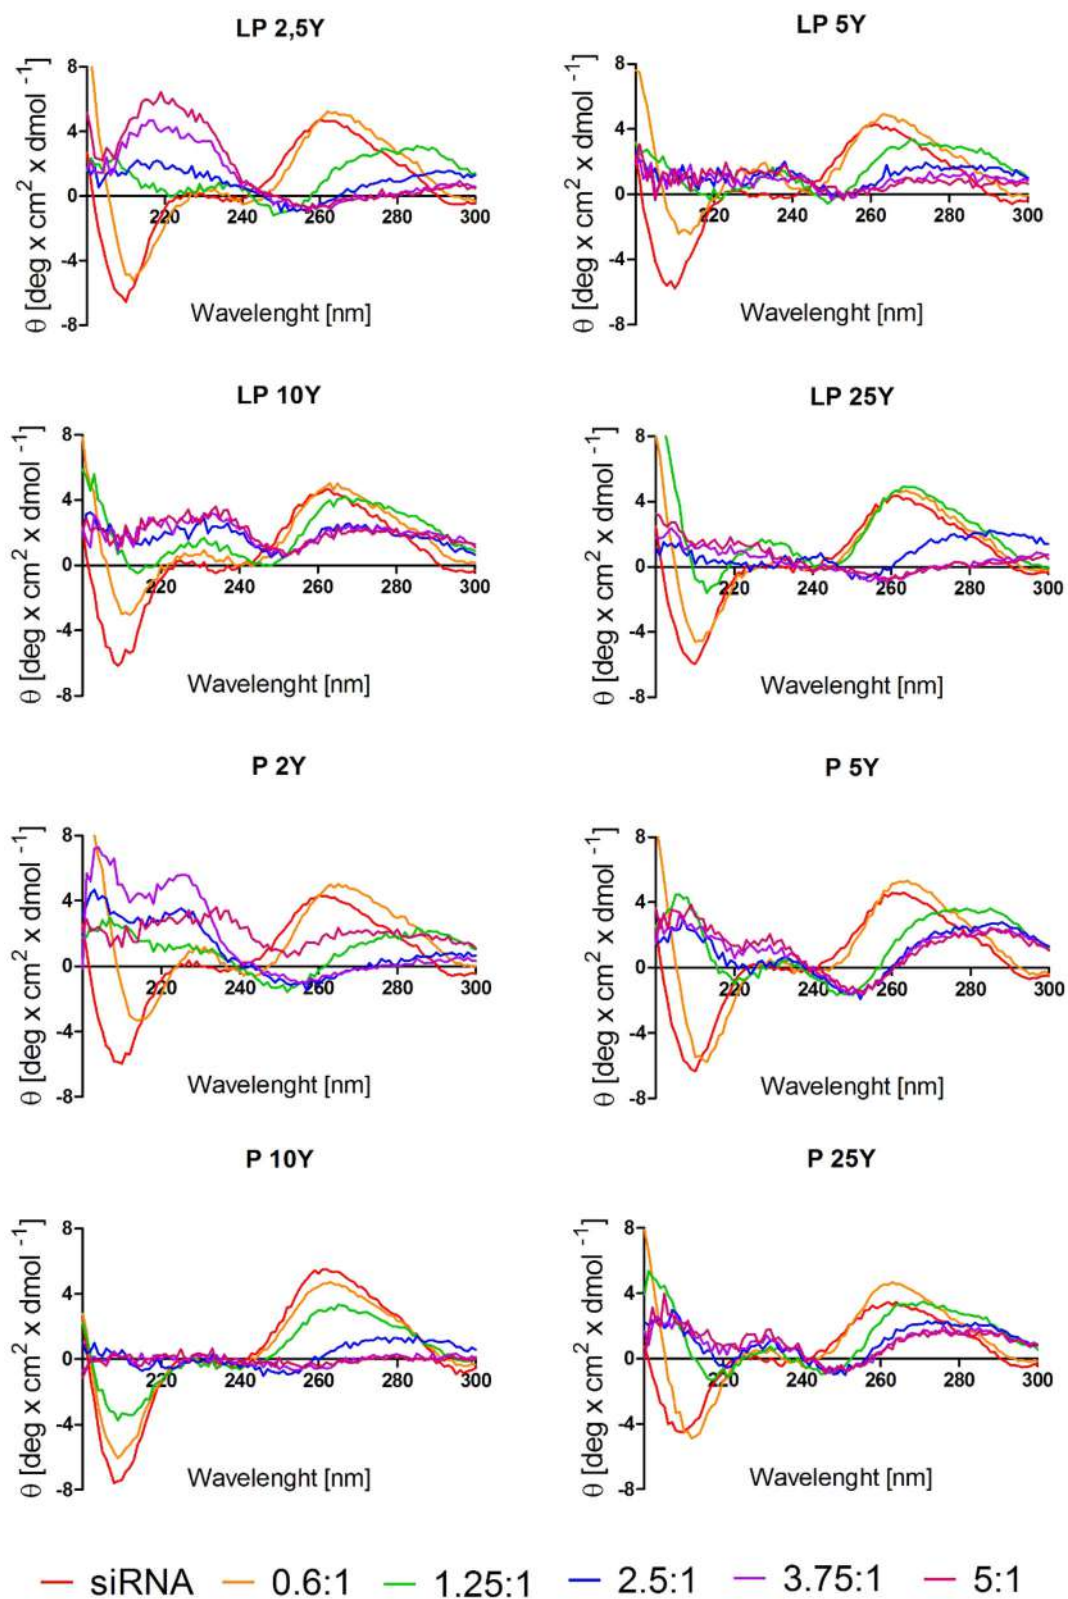 LP 2,5Y
LP 5Y
8
4
0
-4
-8
220 240 260 280 300
θ [deg x cm² x dmol ⁻¹]
Wavelenght [nm]
8
4
0
-4
-8
220 240 260 280 300
θ [deg x cm² x dmol ⁻¹]
Wavelenght [nm]
LP 10Y
LP 25Y
8
4
0
-4
-8
220 240 260 280 300
θ [deg x cm² x dmol ⁻¹]
Wavelenght [nm]
8
4
0
-4
-8
220 240 260 280 300
θ [deg x cm² x dmol ⁻¹]
Wavelenght [nm]
P 2Y
P 5Y
8
4
0
-4
-8
220 240 260 280 300
θ [deg x cm² x dmol ⁻¹]
Wavelenght [nm]
8
4
0
-4
-8
220 240 260 280 300
θ [deg x cm² x dmol ⁻¹]
Wavelenght [nm]
P 10Y
P 25Y
8
4
0
-4
-8
220 240 260 280 300
θ [deg x cm² x dmol ⁻¹]
Wavelenght [nm]
8
4
0
-4
-8
220 240 260 280 300
θ [deg x cm² x dmol ⁻¹]
Wavelenght [nm]
siRNA 0.6:1 1.25:1 2.5:1 3.75:1 5:1